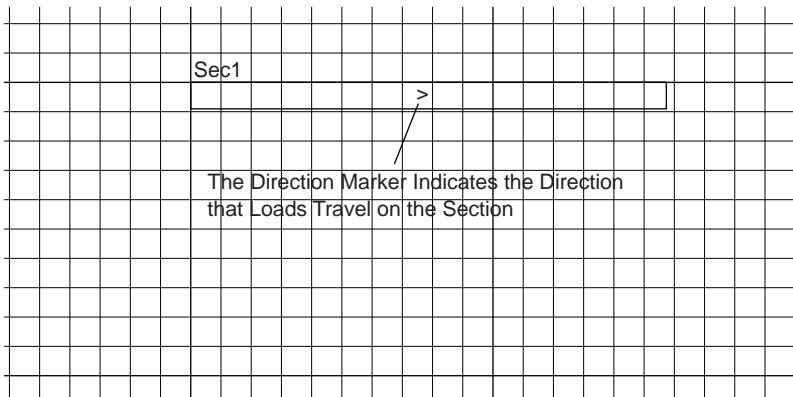 Sec1
>
The Direction Marker Indicates the Direction
that Loads Travel on the Section